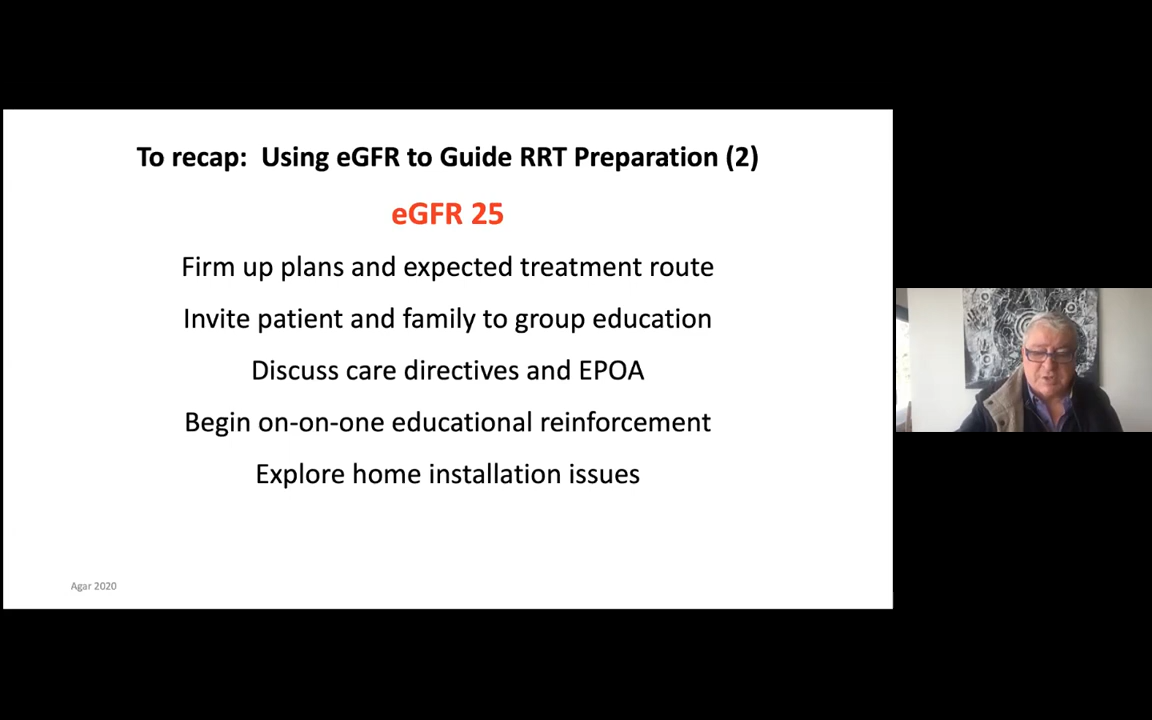 To recap: Using eGFR to Guide RRT Preparation (2)
eGFR 25
Firm up plans and expected treatment route
Invite patient and family to group education
Discuss care directives and EPOA
Begin on-on-one educational reinforcement
Explore home installation issues
Agar 2020